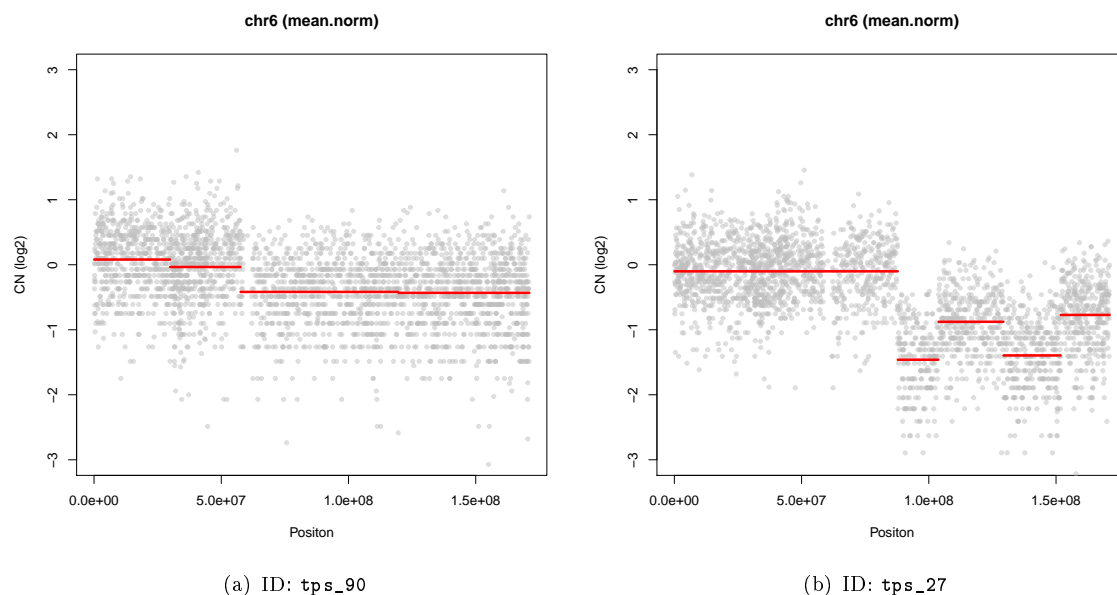 chr6 (mean.norm)
CN (log2)
3
2
1
0
−1
−2
−3
0.0e+00 5.0e+07 1.0e+08 1.5e+08
Positon
(a) ID: tps_90
chr6 (mean.norm)
CN (log2)
3
2
1
0
−1
−2
−3
0.0e+00 5.0e+07 1.0e+08 1.5e+08
Positon
(b) ID: tps_27